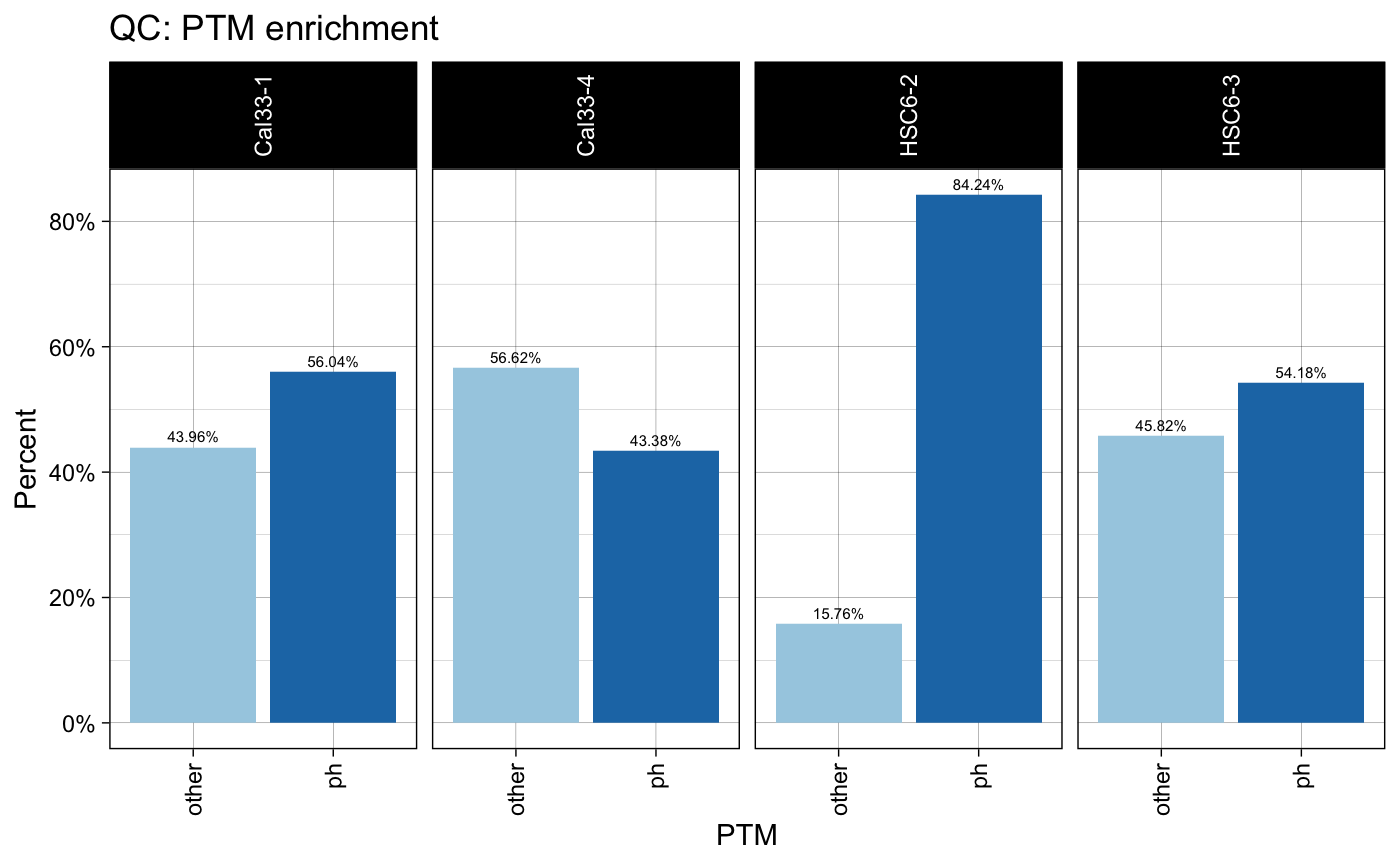 QC: PTM enrichment
Cal33-1
Cal33-4
HSC6-2
HSC6-3
Percent
80%
60%
40%
20%
0%
43.96%
56.04%
56.62%
43.38%
15.76%
84.24%
45.82%
54.18%
other
ph
other
ph
other
ph
other
ph
PTM